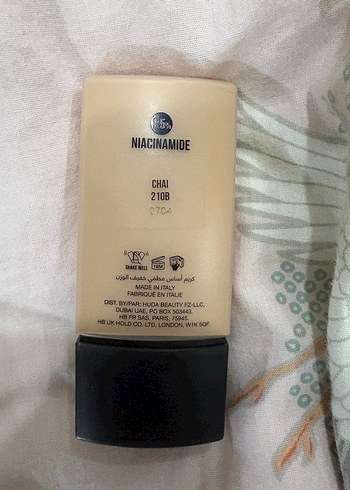 1.5%
NIACINAMIDE
CHAI
210B
2704
SHAKE WELL
كريم أساس مطفي خفيف الوزن
MADE IN ITALY
FABRIQUÉ EN ITALIE
DIST. BY/PAR: HUDA BEAUTY FZ-LLC,
DUBAI UAE, PO BOX 503443.
HB FR SAS, PARIS, 75945.
HB UK HOLD CO. LTD, LONDON, W1K 5QF.